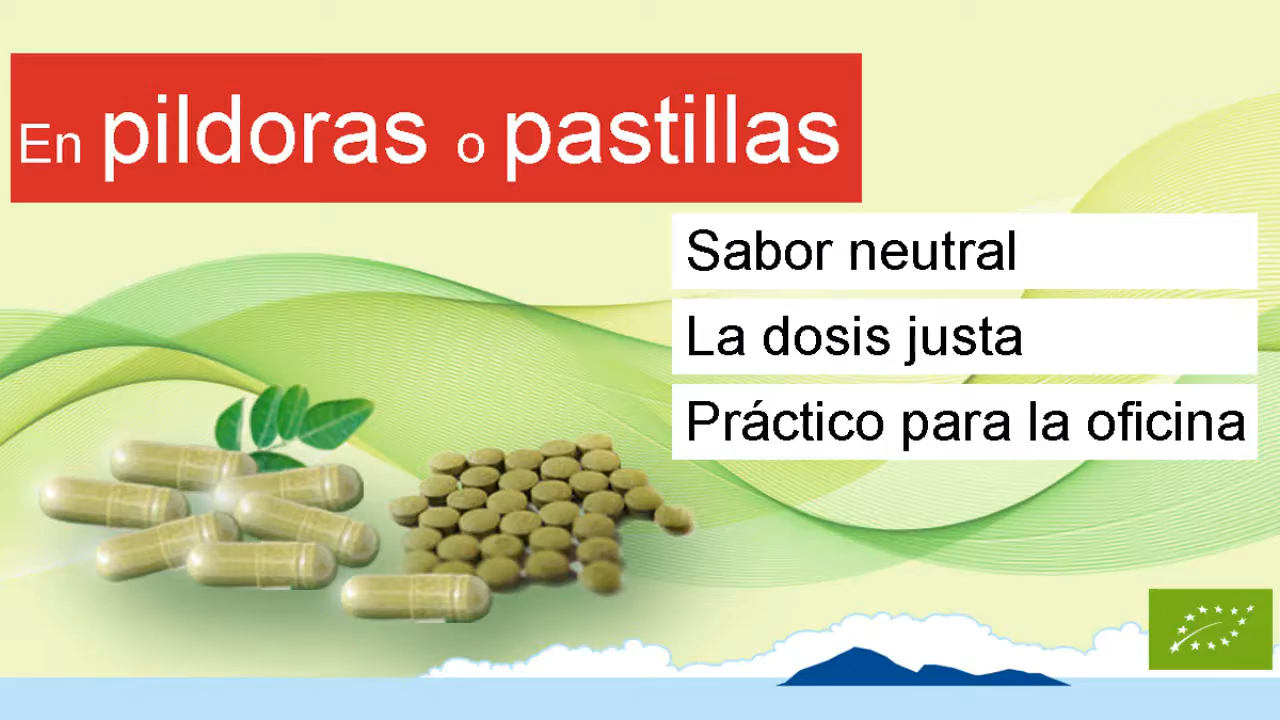 En pildoras o pastillas
Sabor neutral
La dosis justa
Práctico para la oficina